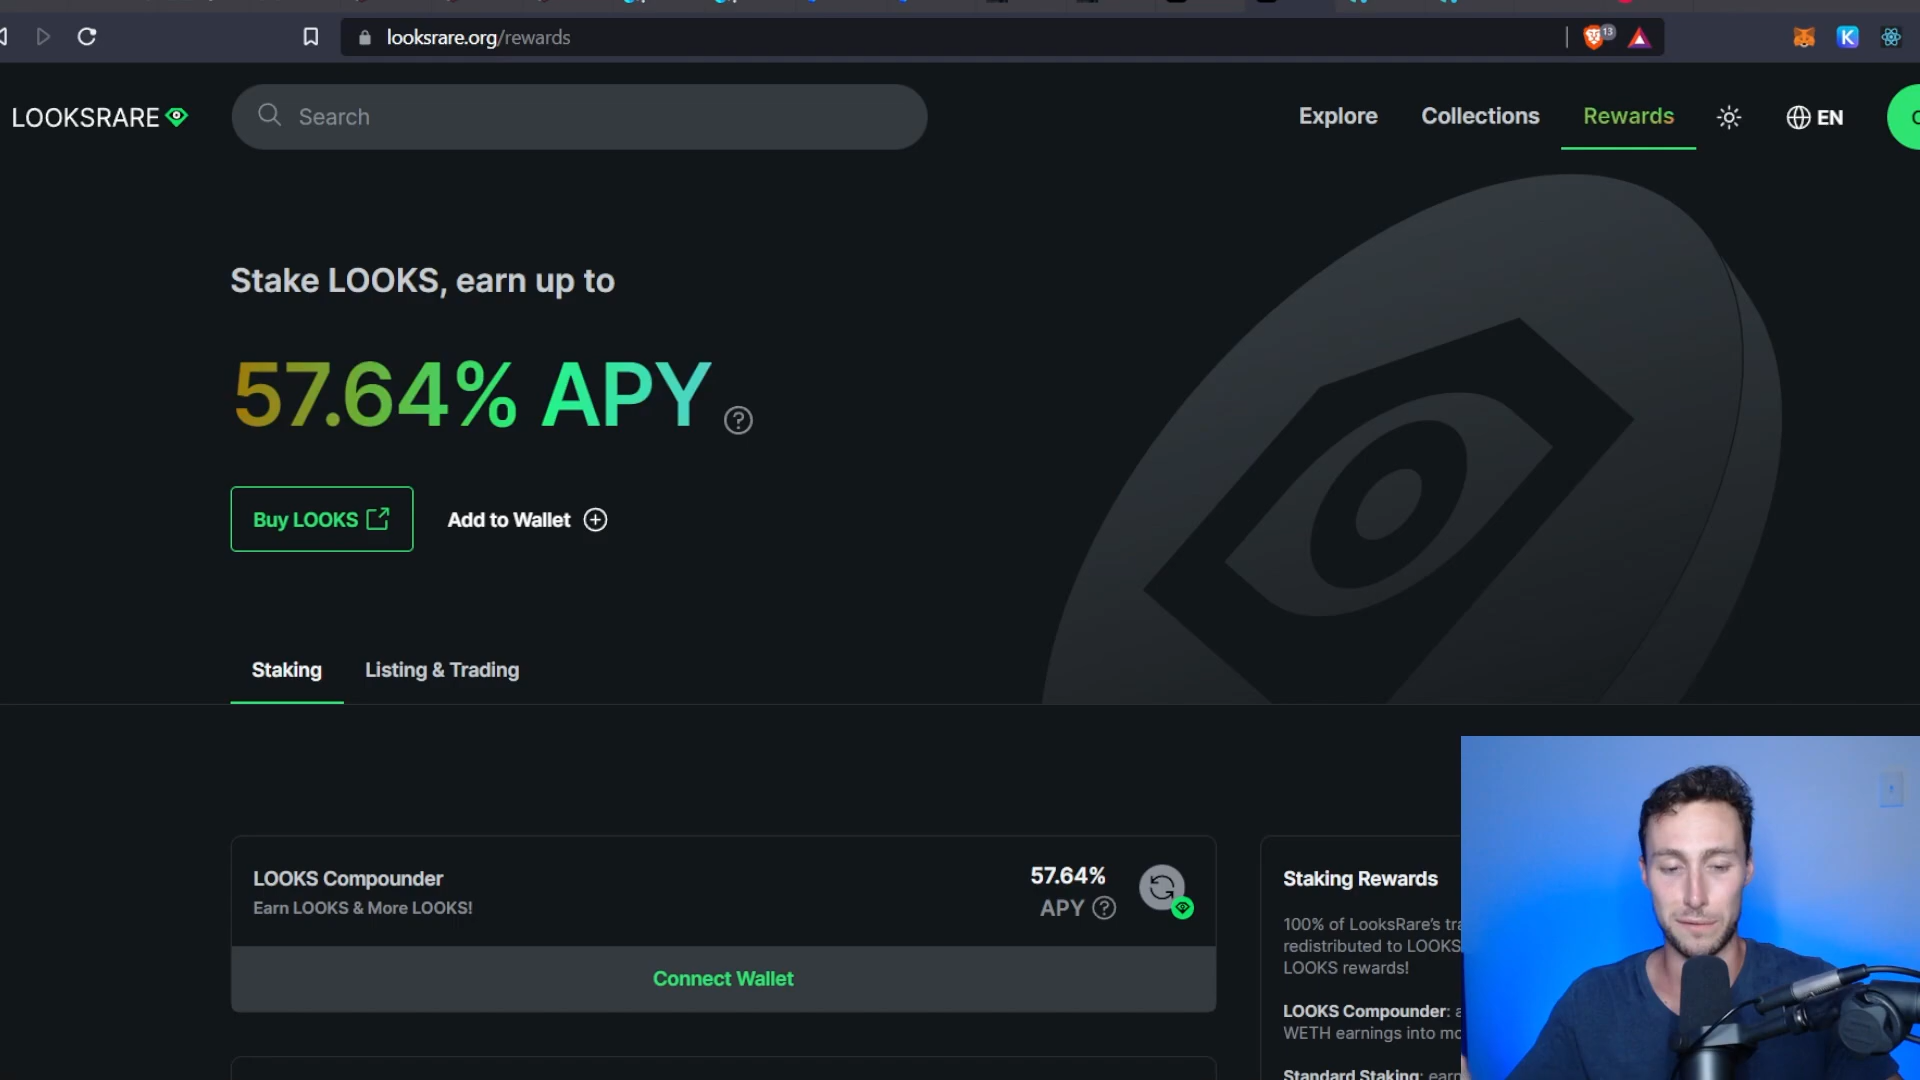 looksrare.org/rewards
13
K
LOOKSRARE
Search
Explore
Collections
Rewards
EN
Stake LOOKS, earn up to
57.64% APY
Buy LOOKS
Add to Wallet
Staking
Listing & Trading
LOOKS Compounder
Earn LOOKS & More LOOKS!
57.64%
APY
Connect Wallet
Staking Rewards
100% of LooksRare's
redistributed to LOOKS
LOOKS rewards!
LOOKS Compounder:
WETH earnings into
Standard Staking: